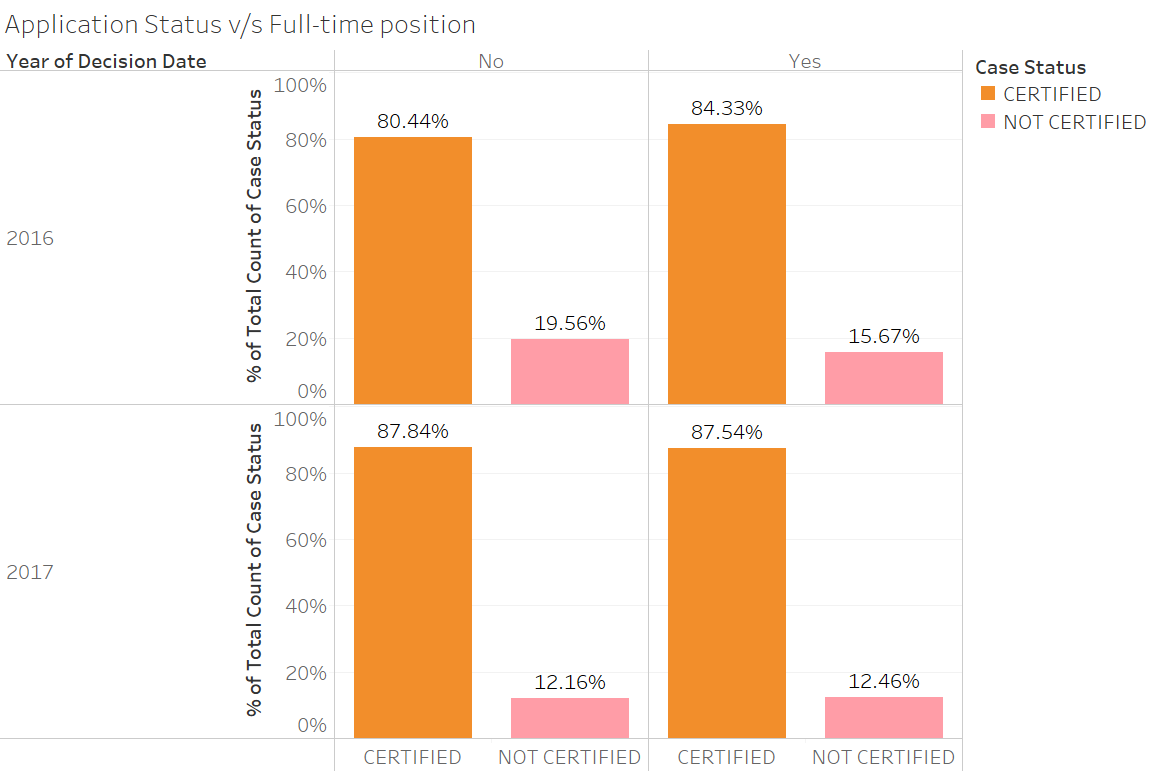 Application Status v/s Full-time position
Year of Decision Date
No
Yes
Case Status
CERTIFIED
NOT CERTIFIED
2016
% of Total Count of Case Status
100%
80%
60%
40%
20%
0%
80.44%
19.56%
84.33%
15.67%
2017
% of Total Count of Case Status
100%
80%
60%
40%
20%
0%
87.84%
12.16%
87.54%
12.46%
CERTIFIED
NOT CERTIFIED
CERTIFIED
NOT CERTIFIED